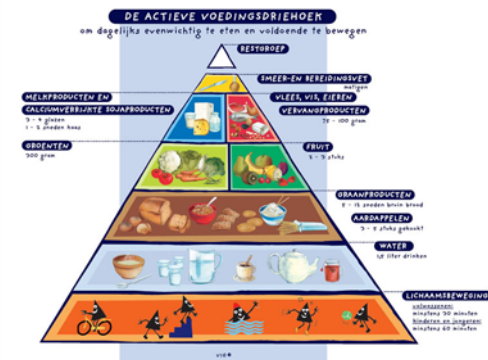 DE ACTIEVE VOEDINGSDRIEHOEK
om dagelijks evenwichtig te eten en voldoende te bewegen
RESTGROEP
SMEER-EN BEREIDINGSVET
matigen
MELKPRODUCTEN EN
CALCIUMVERRIJKTE SOJAPRODUCTEN
3 - 4 glazen
1 - 2 sneden kaas
VLEES, VIS, EIEREN
VERVANGPRODUCTEN
75 - 100 gram
GROENTEN
300 gram
FRUIT
2 - 3 stuks
GRAANPRODUCTEN
5 - 12 sneden bruin brood
AARDAPPELEN
3 - 5 stuks gekookt
WATER
1,5 liter drinken
LICHAAMSBEWEGING
volwassenen:
minstens 30 minuten
kinderen en jongeren:
minstens 60 minuten